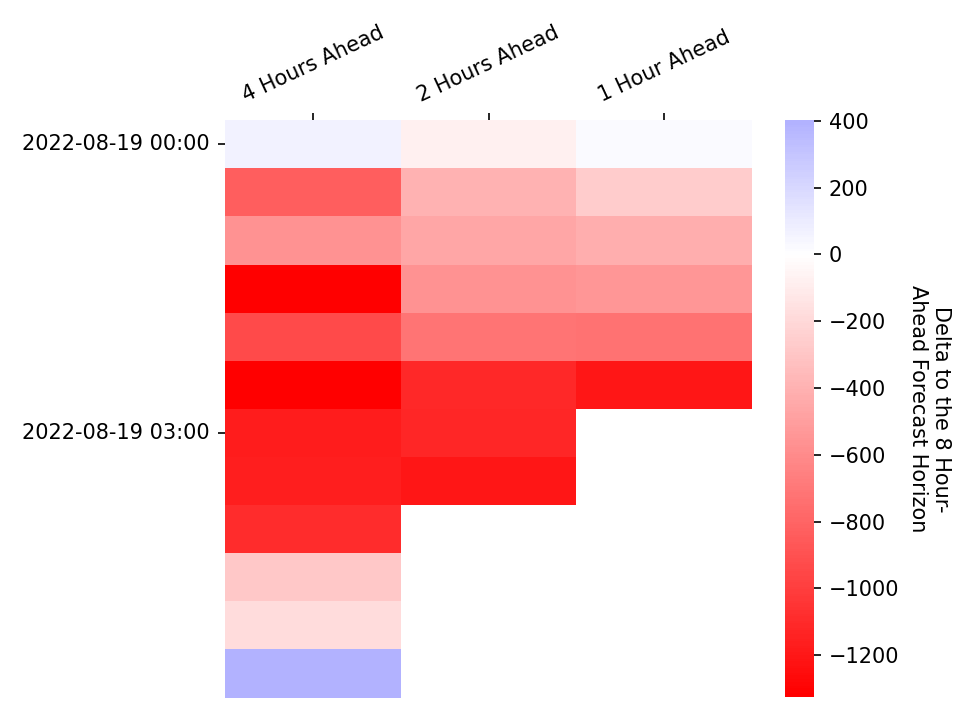 4 Hours Ahead
2 Hours Ahead
1 Hour Ahead
2022-08-19 00:00
2022-08-19 03:00
400
200
0
−200
−400
−600
−800
−1000
−1200
Delta to the 8 Hour-
Ahead Forecast Horizon